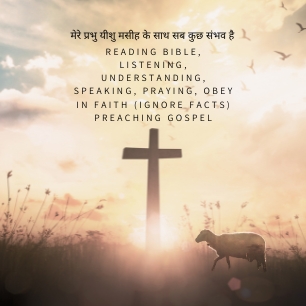 मेरे प्रभु यीशु मसीह के साथ सब कुछ संभव है
READING BIBLE,
LISTENING,
UNDERSTANDING,
SPEAKING, PRAYING, OBEY
IN FAITH (IGNORE FACTS)
PREACHING GOSPEL